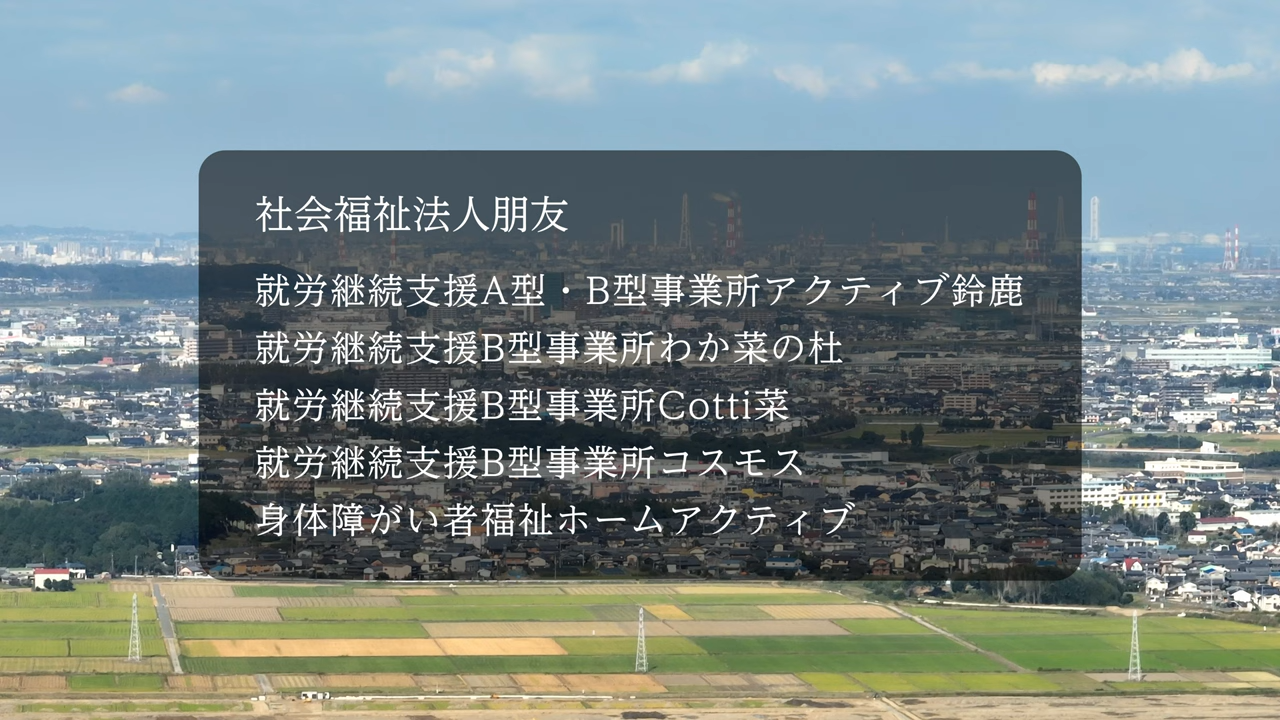 社会福祉法人朋友
就労継続支援A型・B型事業所アクティブ鈴鹿
就労継続支援B型事業所わか菜の杜
就労継続支援B型事業所Cotti菜
就労継続支援B型事業所コスモス
身体障がい者福祉ホームアクティブ